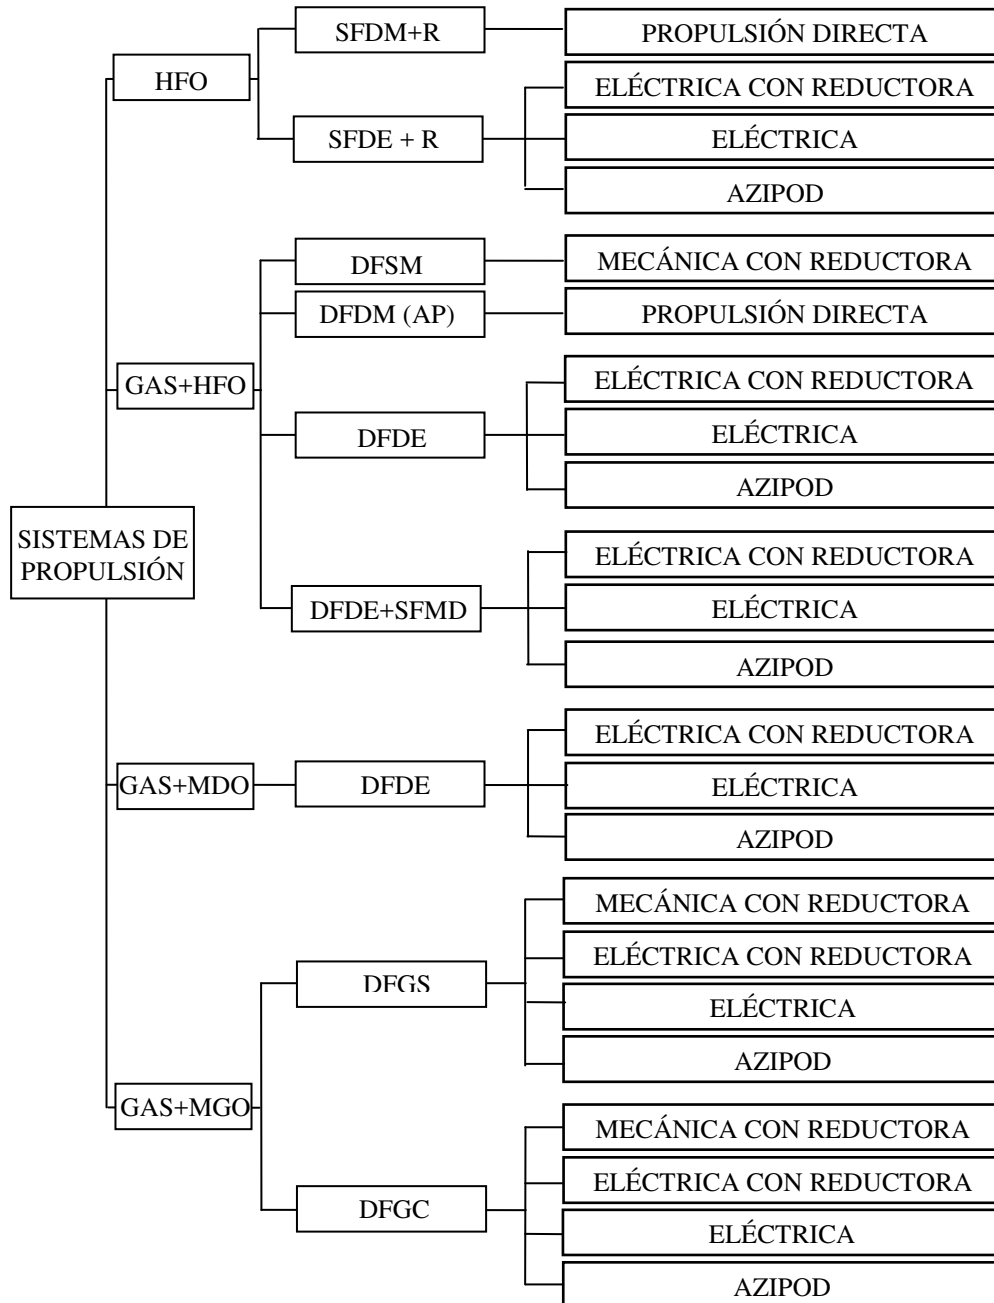 SISTEMAS DE
PROPULSIÓN
HFO
SFDM+R
PROPULSIÓN DIRECTA
SFDE + R
ELÉCTRICA CON REDUCTORA
ELÉCTRICA
AZIPOD
GAS+HFO
DFSM
MECÁNICA CON REDUCTORA
DFDM (AP)
PROPULSIÓN DIRECTA
DFDE
ELÉCTRICA CON REDUCTORA
ELÉCTRICA
AZIPOD
DFDE+SFMD
ELÉCTRICA CON REDUCTORA
ELÉCTRICA
AZIPOD
GAS+MDO
DFDE
ELÉCTRICA CON REDUCTORA
ELÉCTRICA
AZIPOD
GAS+MGO
DFGS
MECÁNICA CON REDUCTORA
ELÉCTRICA CON REDUCTORA
ELÉCTRICA
AZIPOD
DFGC
MECÁNICA CON REDUCTORA
ELÉCTRICA CON REDUCTORA
ELÉCTRICA
AZIPOD